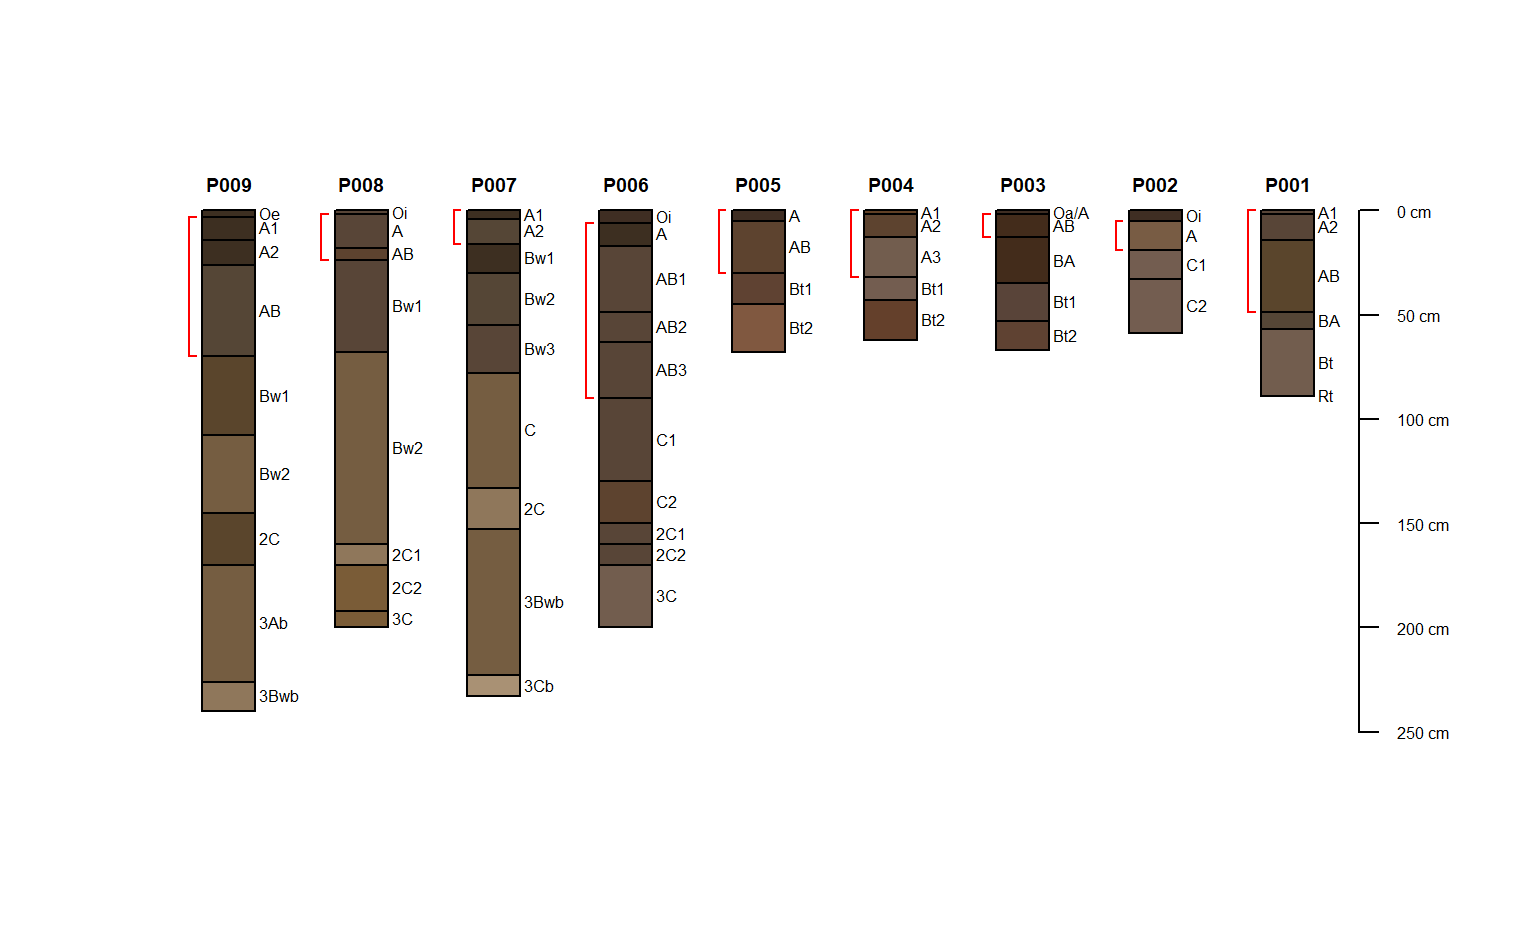 P009 P008 P007 P006 P005 P004 P003 P002 P001
Oe
A1
A2
AB
Bw1
Bw2
2C
3Ab
3Bwb
Oi
A
AB
Bw1
Bw2
2C1
2C2
3C
A1
A2
Bw1
Bw2
Bw3
C
2C
3Bwb
3Cb
Oi
A
AB1
AB2
AB3
C1
C2
2C1
2C2
3C
A
AB
Bt1
Bt2
A1
A2
A3
Bt1
Bt2
Oa/A
AB
BA
Bt1
Bt2
Oi
A
C1
C2
A1
A2
AB
BA
Bt
Rt
0 cm
50 cm
100 cm
150 cm
200 cm
250 cm